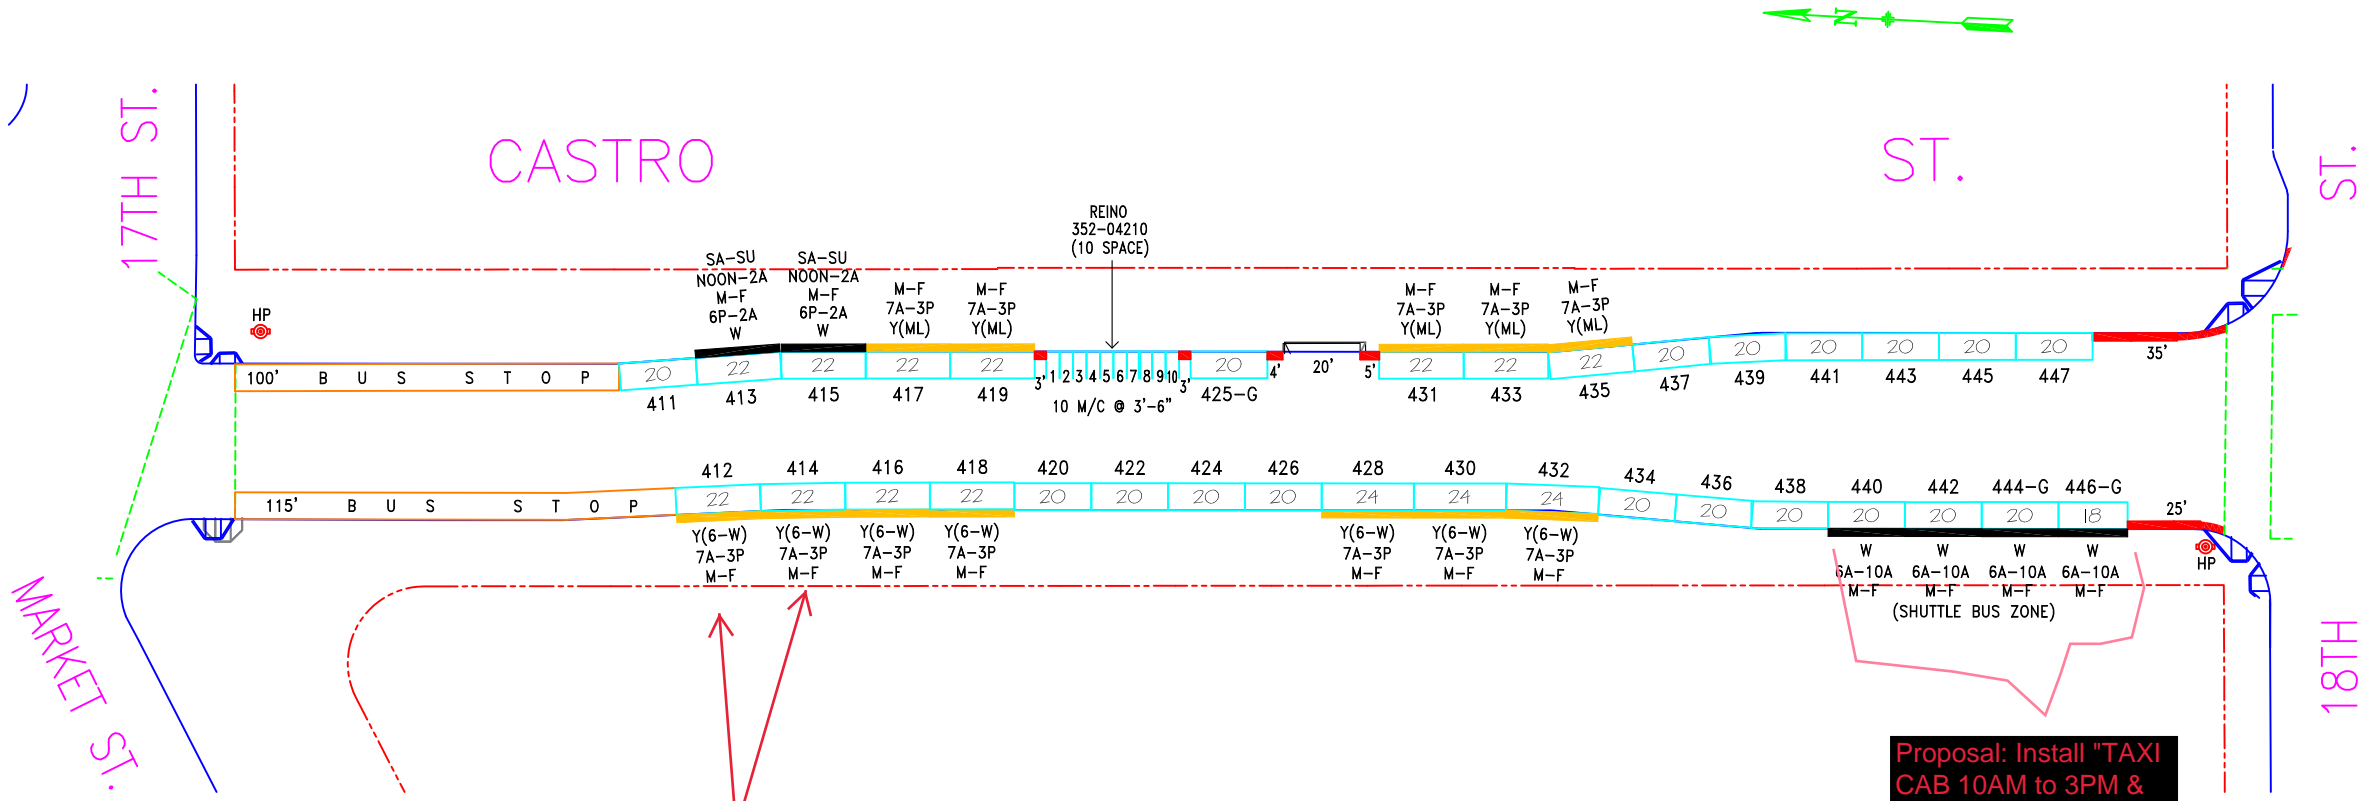 N
17TH ST.
CASTRO
ST.
ST.
REINO
352-04210
(10 SPACE)
SA-SU
NOON-2A
M-F
6P-2A
W
SA-SU
NOON-2A
M-F
6P-2A
W
M-F
7A-3P
Y(ML)
M-F
7A-3P
Y(ML)
M-F
7A-3P
Y(ML)
M-F
7A-3P
Y(ML)
M-F
7A-3P
Y(ML)
HP
100' BUS STOP
20 22 22 22 22 3' 1 2 3 4 5 6 7 8 9 10 3' 20 4' 20' 5' 22 22 22 20 20 20 20 20 20 35'
411 413 415 417 419 425-G 431 433 435 437 439 441 443 445 447
10 M/C @ 3'-6"
412 414 416 418 420 422 424 426 428 430 432 434 436 438 440 442 444-G 446-G
115' BUS STOP
22 22 22 22 20 20 20 20 24 24 24 20 20 20 20 20 20 18 25'
Y(6-W)
7A-3P
M-F
Y(6-W)
7A-3P
M-F
Y(6-W)
7A-3P
M-F
Y(6-W)
7A-3P
M-F
Y(6-W)
7A-3P
M-F
Y(6-W)
7A-3P
M-F
Y(6-W)
7A-3P
M-F
W
6A-10A
M-F
W
6A-10A
M-F
W
6A-10A
M-F
W
6A-10A
M-F
(SHUTTLE BUS ZONE)
HP
MARKET ST.
18TH
Proposal: Install "TAXI
CAB 10AM to 3PM &